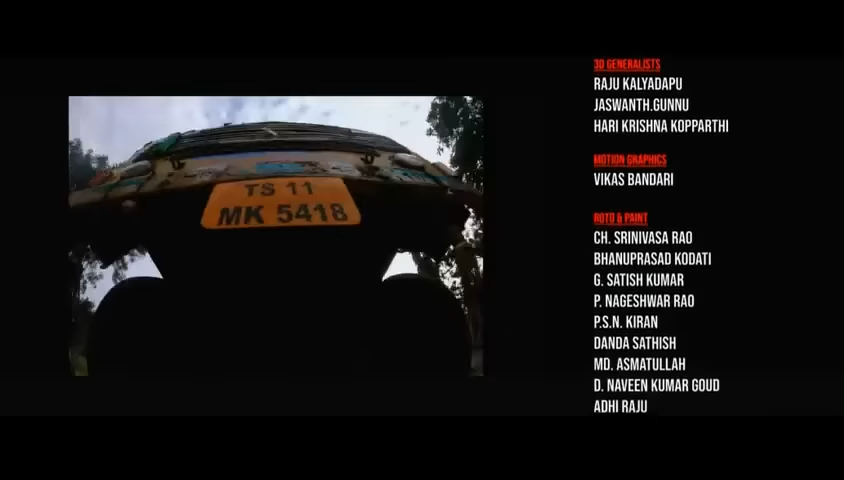 TS 11
MK 5418
3D GENERALISTS
RAJU KALYADAPU
JASWANTH.GUNNU
HARI KRISHNA KOPPARTHI
MOTION GRAPHICS
VIKAS BANDARI
ROTO & PAINT
CH. SRINIVASA RAO
BHANUPRASAD KODATI
G. SATISH KUMAR
P. NAGESHWAR RAO
P.S.N. KIRAN
DANDA SATHISH
MD. ASMATULLAH
D. NAVEEN KUMAR GOUD
ADHI RAJU